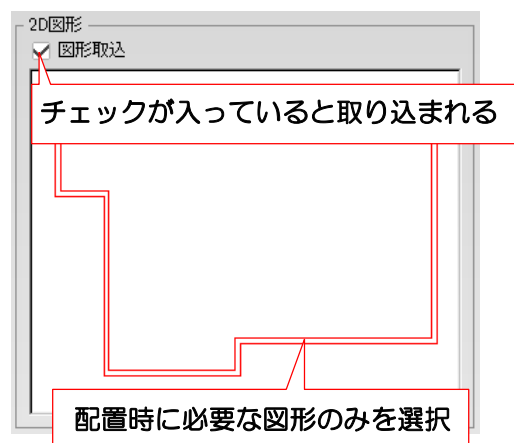 2D図形
図形取込
チェックが入っていると取り込まれる
配置時に必要な図形のみを選択